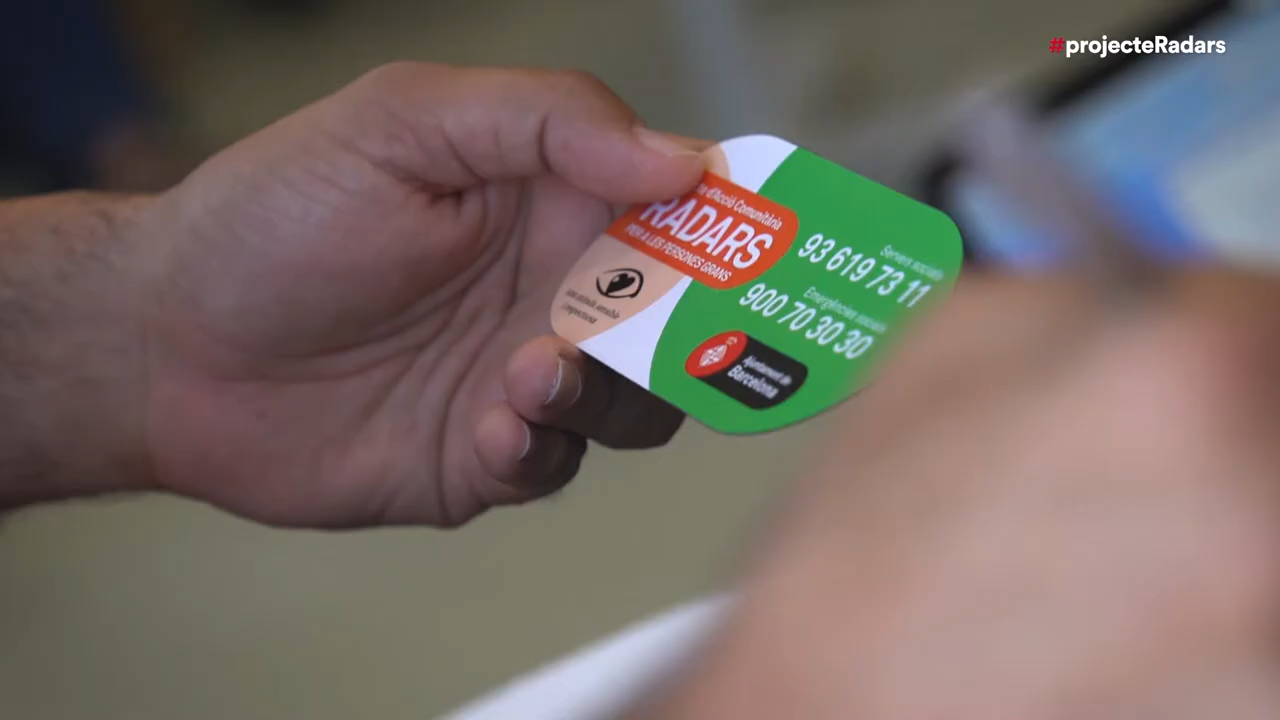 #projecteRadars
d'Acció Comunitària
RADARS
PER A LES PERSONES GRANS
Serveis socials
93 619 73 11
Emergències socials
900 70 30 30
Ajuntament de
Barcelona